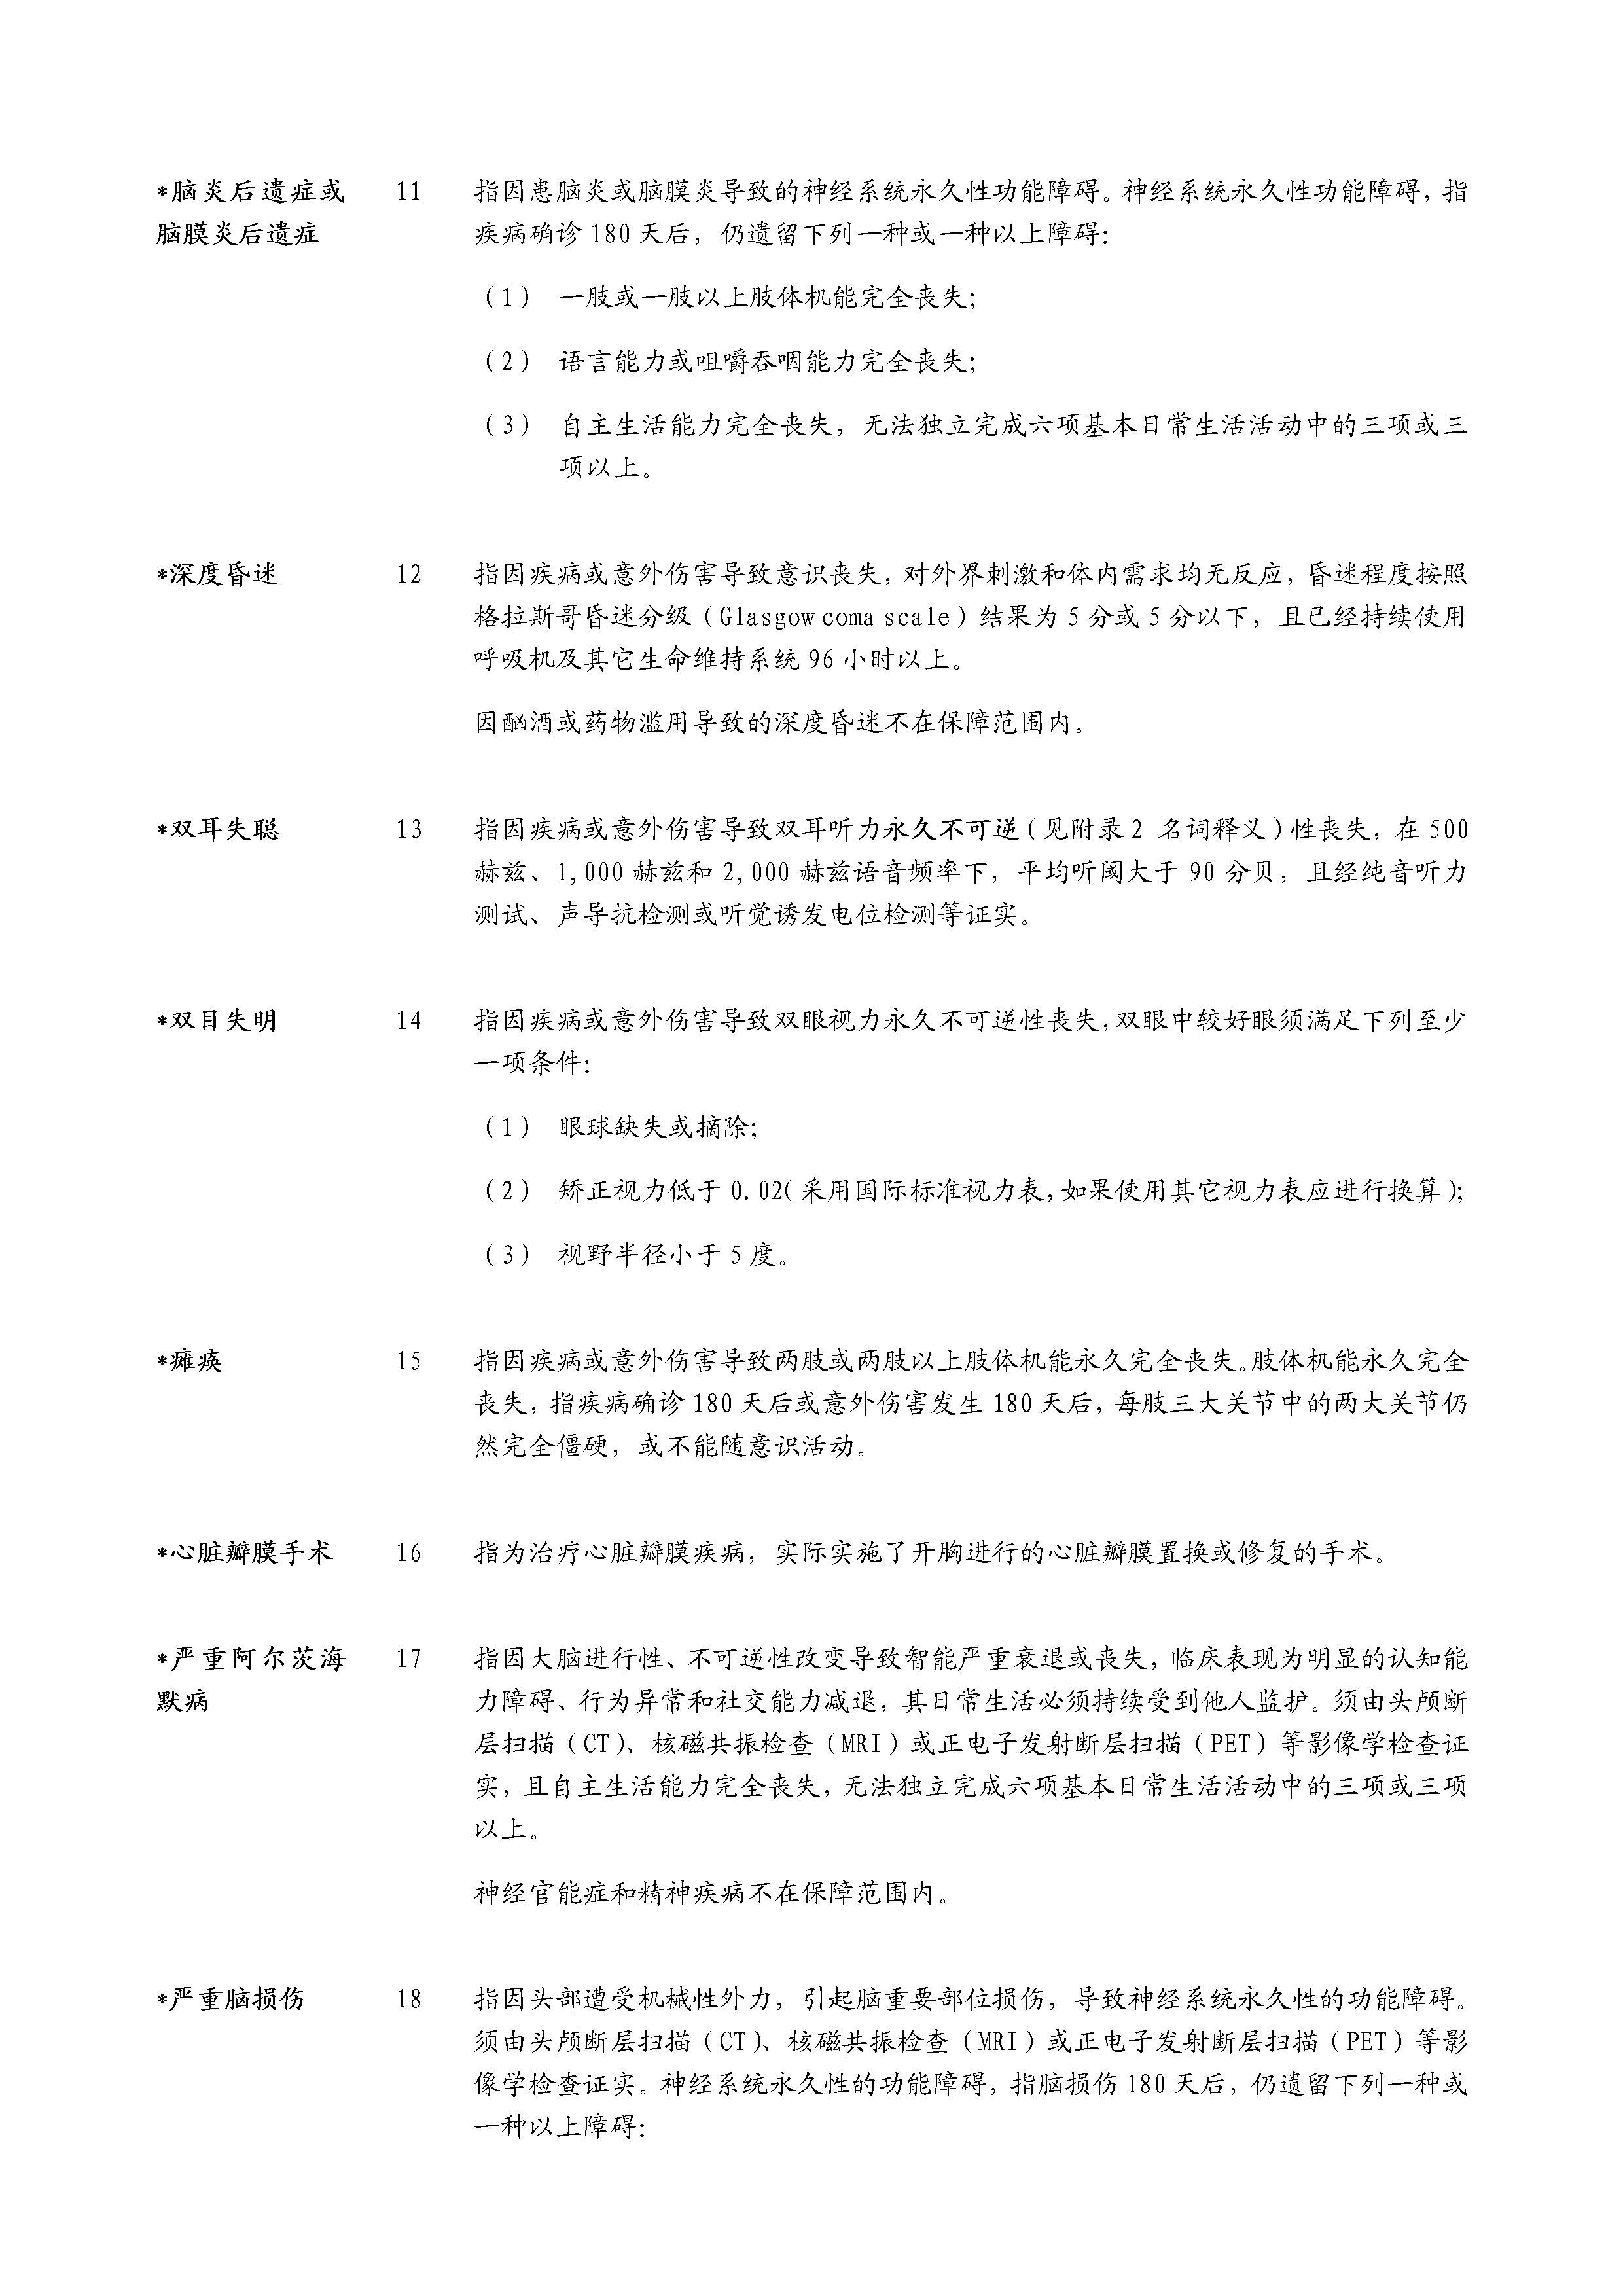 *脑炎后遗症或 11 指因患脑炎或脑膜炎导致的神经系统永久性功能障碍。神经系统永久性功能障碍，指
脑膜炎后遗症 疾病确诊 180 天后，仍遗留下列一种或一种以上障碍：
（1） 一肢或一肢以上肢体机能完全丧失；
（2） 语言能力或咀嚼吞咽能力完全丧失；
（3） 自主生活能力完全丧失，无法独立完成六项基本日常生活活动中的三项或三
项以上。
*深度昏迷 12 指因疾病或意外伤害导致意识丧失，对外界刺激和体内需求均无反应，昏迷程度按照
格拉斯哥昏迷分级（Glasgow coma scale）结果为 5 分或 5 分以下，且已经持续使用
呼吸机及其它生命维持系统 96 小时以上。
因酗酒或药物滥用导致的深度昏迷不在保障范围内。
*双耳失聪 13 指因疾病或意外伤害导致双耳听力永久不可逆（见附录 2 名词释义）性丧失，在 500
赫兹、1,000 赫兹和 2,000 赫兹语音频率下，平均听阈大于 90 分贝，且经纯音听力
测试、声导抗检测或听觉诱发电位检测等证实。
*双目失明 14 指因疾病或意外伤害导致双眼视力永久不可逆性丧失，双眼中较好眼须满足下列至少
一项条件：
（1） 眼球缺失或摘除；
（2） 矫正视力低于 0.02（采用国际标准视力表，如果使用其它视力表应进行换算）；
（3） 视野半径小于 5 度。
*瘫痪 15 指因疾病或意外伤害导致两肢或两肢以上肢体机能永久完全丧失。肢体机能永久完全
丧失，指疾病确诊 180 天后或意外伤害发生 180 天后，每肢三大关节中的两大关节仍
然完全僵硬，或不能随意识活动。
*心脏瓣膜手术 16 指为治疗心脏瓣膜疾病，实际实施了开胸进行的心脏瓣膜置换或修复的手术。
*严重阿尔茨海 17 指因大脑进行性、不可逆性改变导致智能严重衰退或丧失，临床表现为明显的认知能
默病 力障碍、行为异常和社交能力减退，其日常生活必须持续受到他人监护。须由头颅断
层扫描（CT）、核磁共振检查（MRI）或正电子发射断层扫描（PET）等影像学检查证
实，且自主生活能力完全丧失，无法独立完成六项基本日常生活活动中的三项或三项
以上。
神经官能症和精神疾病不在保障范围内。
*严重脑损伤 18 指因头部遭受机械性外力，引起脑重要部位损伤，导致神经系统永久性的功能障碍。
须由头颅断层扫描（CT）、核磁共振检查（MRI）或正电子发射断层扫描（PET）等影
像学检查证实。神经系统永久性的功能障碍，指脑损伤 180 天后，仍遗留下列一种或
一种以上障碍：